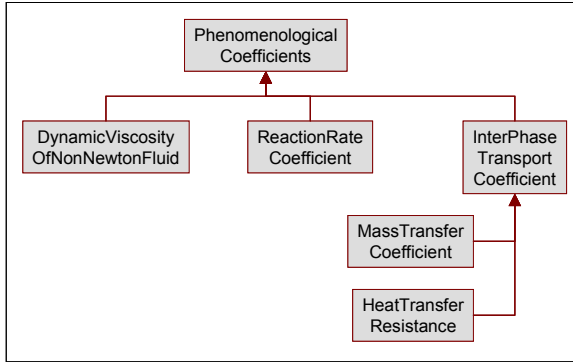 Phenomenological
Coefficients
DynamicViscosity
OfNonNewtonFluid
ReactionRate
Coefficient
InterPhase
Transport
Coefficient
MassTransfer
Coefficient
HeatTransfer
Resistance